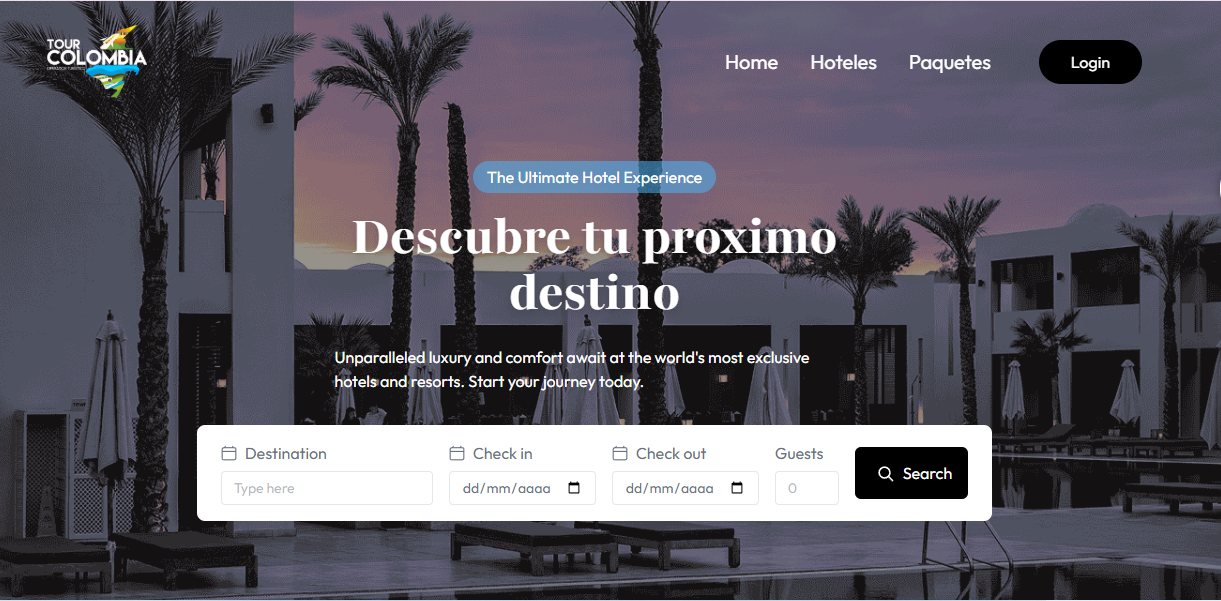 TOUR
COLOMBIA
Home Hoteles Paquetes Login
The Ultimate Hotel Experience
Descubre tu proximo
destino
Unparalleled luxury and comfort await at the world's most exclusive
hotels and resorts. Start your journey today.
Destination Check in Check out Guests
Type here dd/mm/aaaa dd/mm/aaaa 0 Search